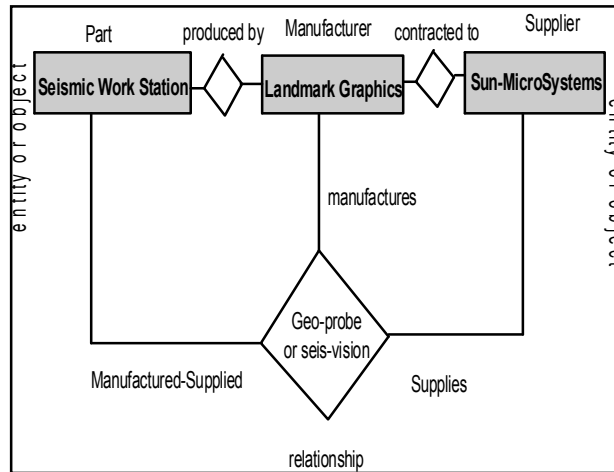 Part
produced by
Manufacturer
contracted to
Supplier
Seismic Work Station
Landmark Graphics
Sun-MicroSystems
entity or object
entity or object
manufactures
Geo-probe
or seis-vision
Manufactured-Supplied
Supplies
relationship